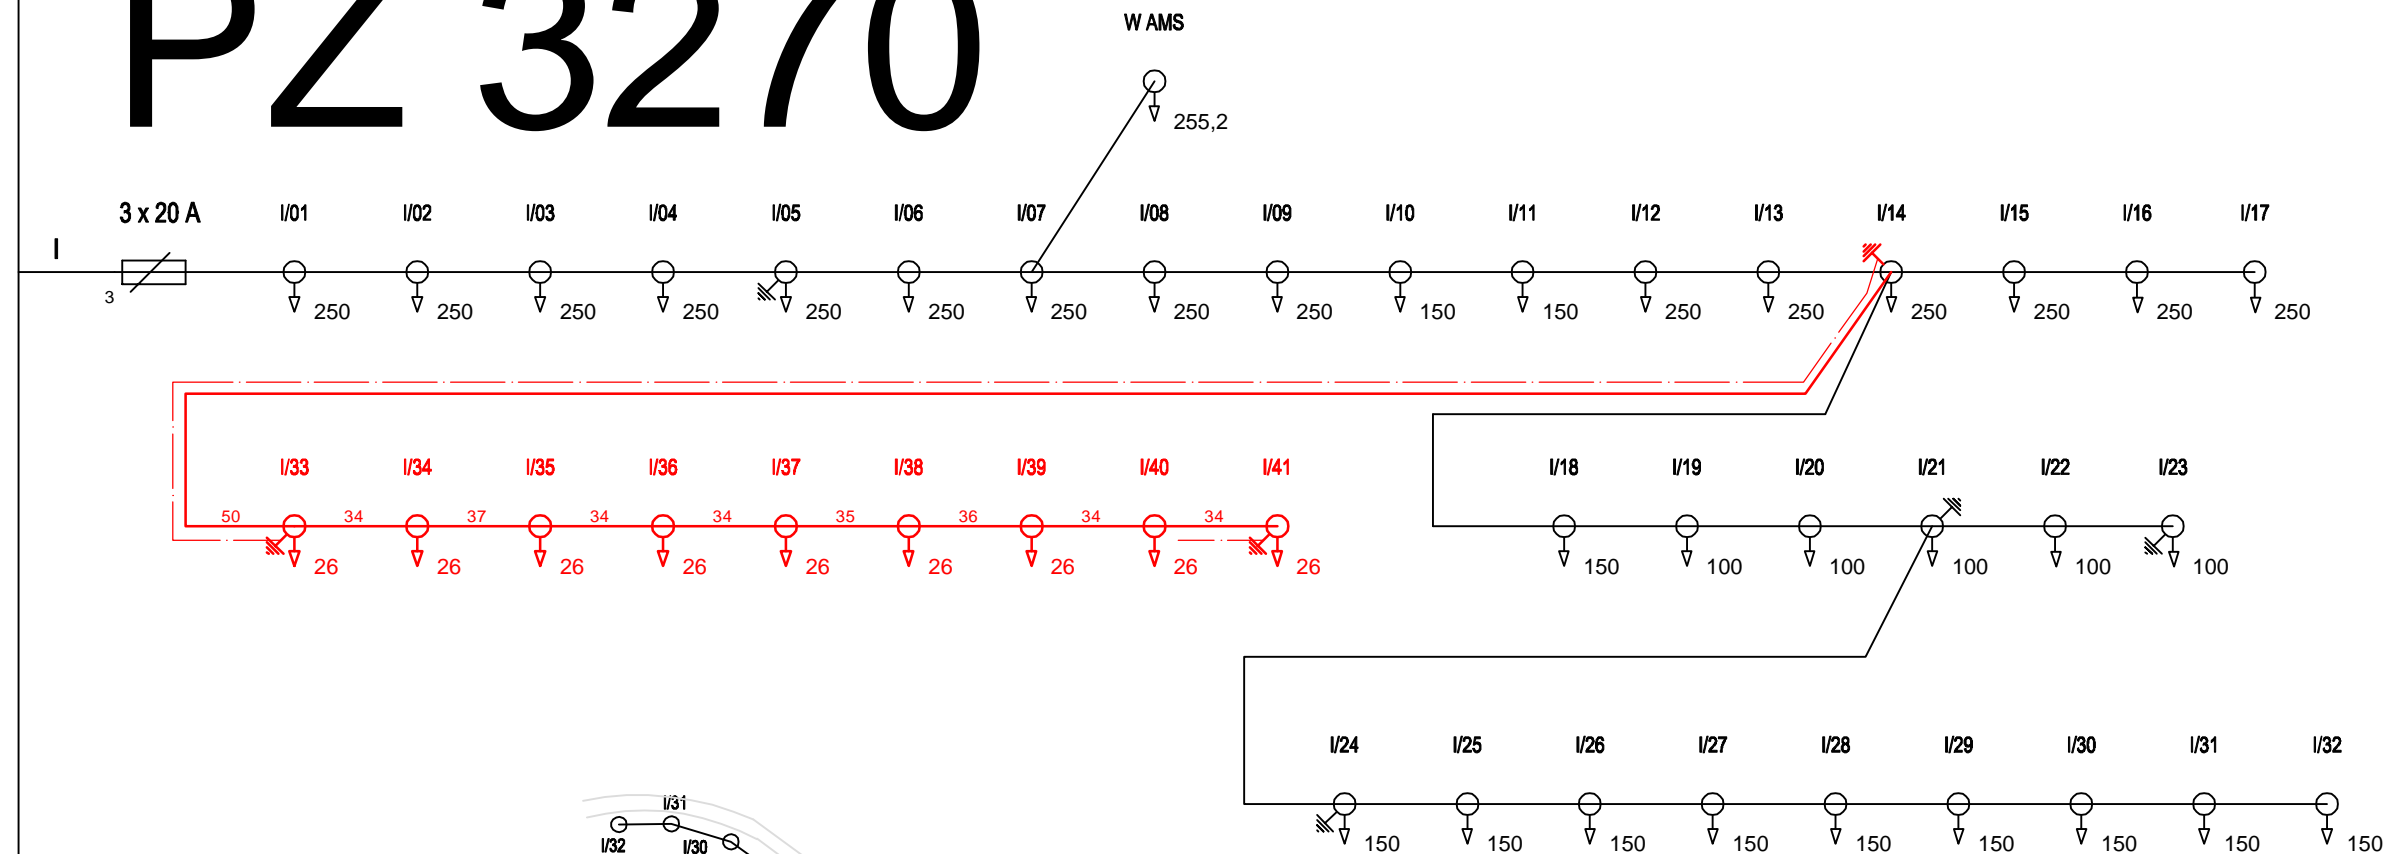 PZ 3270
W AMS
255,2
3 x 20 A I/01 I/02 I/03 I/04 I/05 I/06 I/07 I/08 I/09 I/10 I/11 I/12 I/13 I/14 I/15 I/16 I/17
I
3
250 250 250 250 250 250 250 250 250 150 150 250 250 250 250 250 250
I/33 I/34 I/35 I/36 I/37 I/38 I/39 I/40 I/41 I/18 I/19 I/20 I/21 I/22 I/23
50 34 37 34 34 35 36 34 34
26 26 26 26 26 26 26 26 26 150 100 100 100 100 100
I/24 I/25 I/26 I/27 I/28 I/29 I/30 I/31 I/32
I/31
I/32 I/30
150 150 150 150 150 150 150 150 150